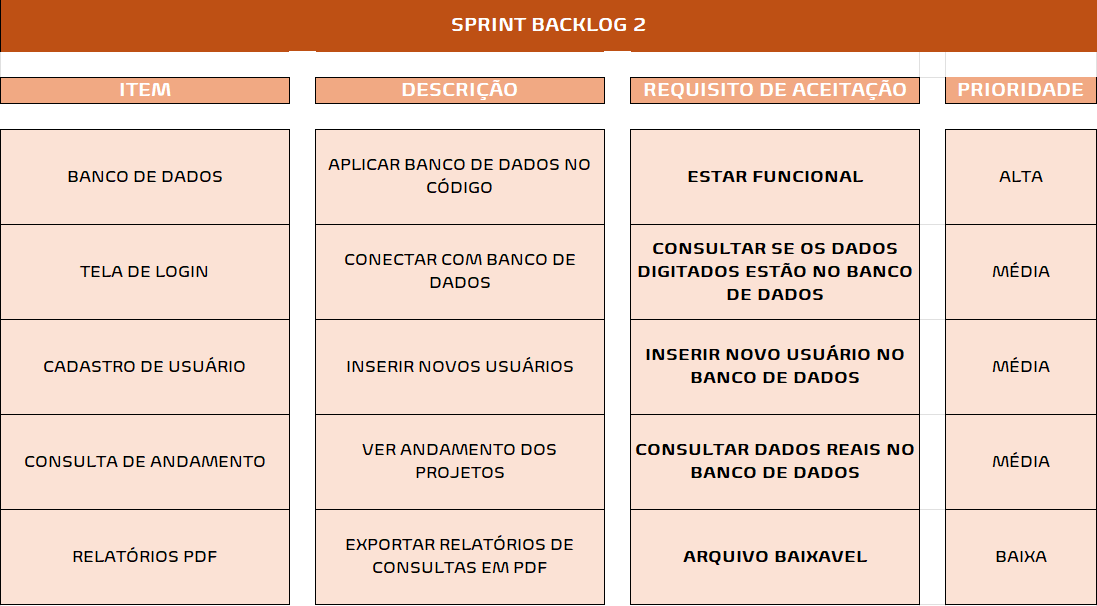 SPRINT BACKLOG 2
ITEM
DESCRIÇÃO
REQUISITO DE ACEITAÇÃO
PRIORIDADE
BANCO DE DADOS
APLICAR BANCO DE DADOS NO
CÓDIGO
ESTAR FUNCIONAL
ALTA
TELA DE LOGIN
CONECTAR COM BANCO DE
DADOS
CONSULTAR SE OS DADOS
DIGITADOS ESTÃO NO BANCO
DE DADOS
MÉDIA
CADASTRO DE USUÁRIO
INSERIR NOVOS USUÁRIOS
INSERIR NOVO USUÁRIO NO
BANCO DE DADOS
MÉDIA
CONSULTA DE ANDAMENTO
VER ANDAMENTO DOS
PROJETOS
CONSULTAR DADOS REAIS NO
BANCO DE DADOS
MÉDIA
RELATÓRIOS PDF
EXPORTAR RELATÓRIOS DE
CONSULTAS EM PDF
ARQUIVO BAIXAVEL
BAIXA